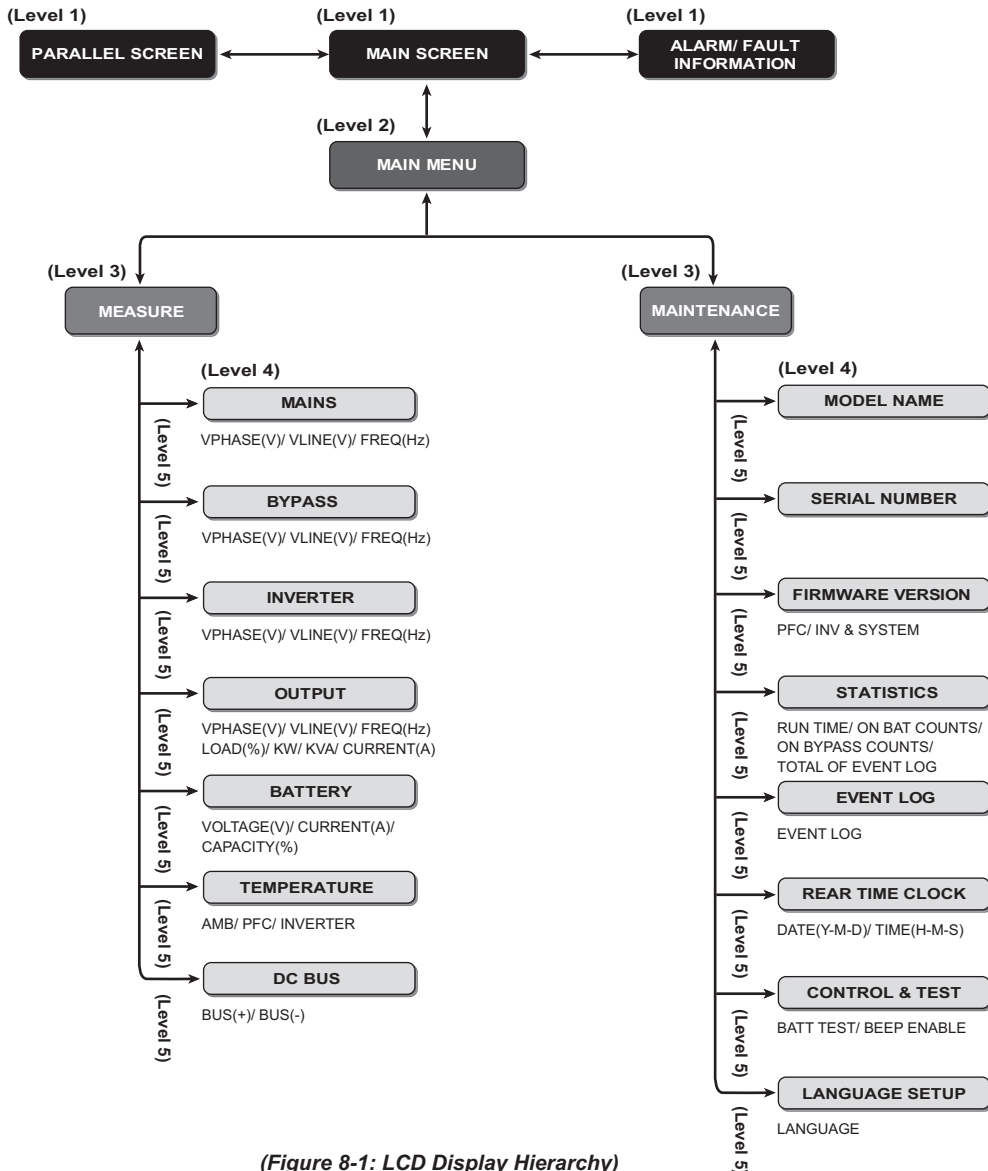 (Level 1)
(Level 1)
(Level 1)
PARALLEL SCREEN
MAIN SCREEN
ALARM/ FAULT
INFORMATION
(Level 2)
MAIN MENU
(Level 3)
MEASURE
(Level 4)
MAINS
(Level 5)
VPHASE(V)/ VLINE(V)/ FREQ(Hz)
BYPASS
(Level 5)
VPHASE(V)/ VLINE(V)/ FREQ(Hz)
INVERTER
(Level 5)
VPHASE(V)/ VLINE(V)/ FREQ(Hz)
OUTPUT
(Level 5)
VPHASE(V)/ VLINE(V)/ FREQ(Hz)
LOAD(%)/ KW/ KVA/ CURRENT(A)
BATTERY
(Level 5)
VOLTAGE(V)/ CURRENT(A)/
CAPACITY(%)
TEMPERATURE
(Level 5)
AMB/ PFC/ INVERTER
DC BUS
(Level 5)
BUS(+)/ BUS(-)
(Level 3)
MAINTENANCE
(Level 4)
MODEL NAME
(Level 5)
SERIAL NUMBER
(Level 5)
FIRMWARE VERSION
(Level 5)
PFC/ INV & SYSTEM
STATISTICS
(Level 5)
RUN TIME/ ON BAT COUNTS/
ON BYPASS COUNTS/
TOTAL OF EVENT LOG
EVENT LOG
(Level 5)
EVENT LOG
REAR TIME CLOCK
(Level 5)
DATE(Y-M-D)/ TIME(H-M-S)
CONTROL & TEST
(Level 5)
BATT TEST/ BEEP ENABLE
LANGUAGE SETUP
(Level 5)
LANGUAGE
(Figure 8-1: LCD Display Hierarchy)